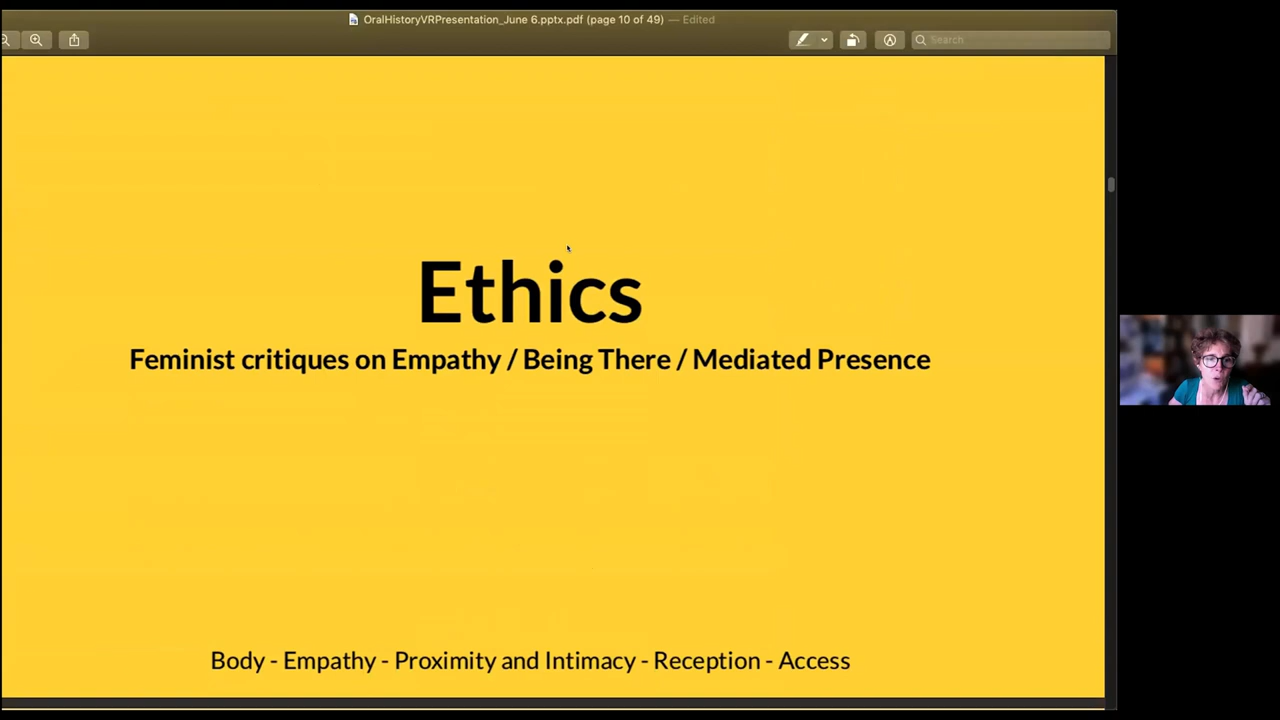 OralHistoryVRPresentation_June 6.pptx.pdf (page 10 of 49) — Edited
Search
Ethics
Feminist critiques on Empathy / Being There / Mediated Presence
Body - Empathy - Proximity and Intimacy - Reception - Access